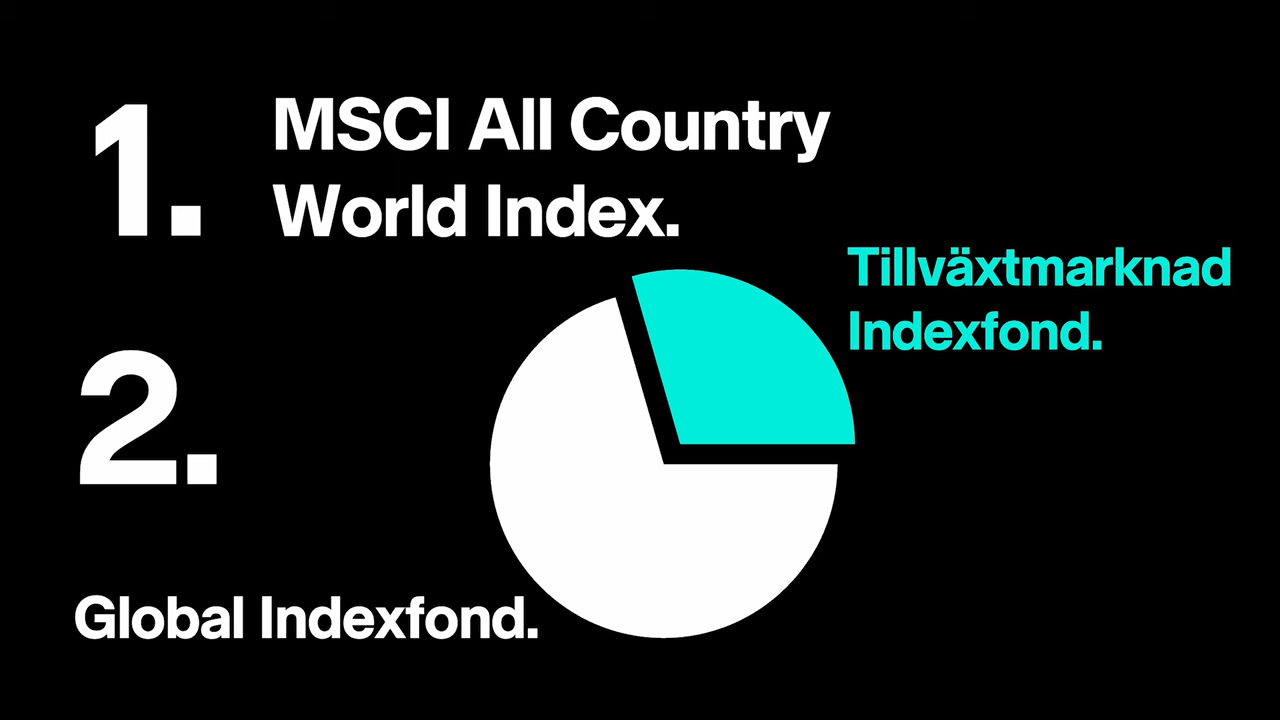 1.
MSCI All Country
World Index.
Tillväxtmarknad
Indexfond.
2.
Global Indexfond.